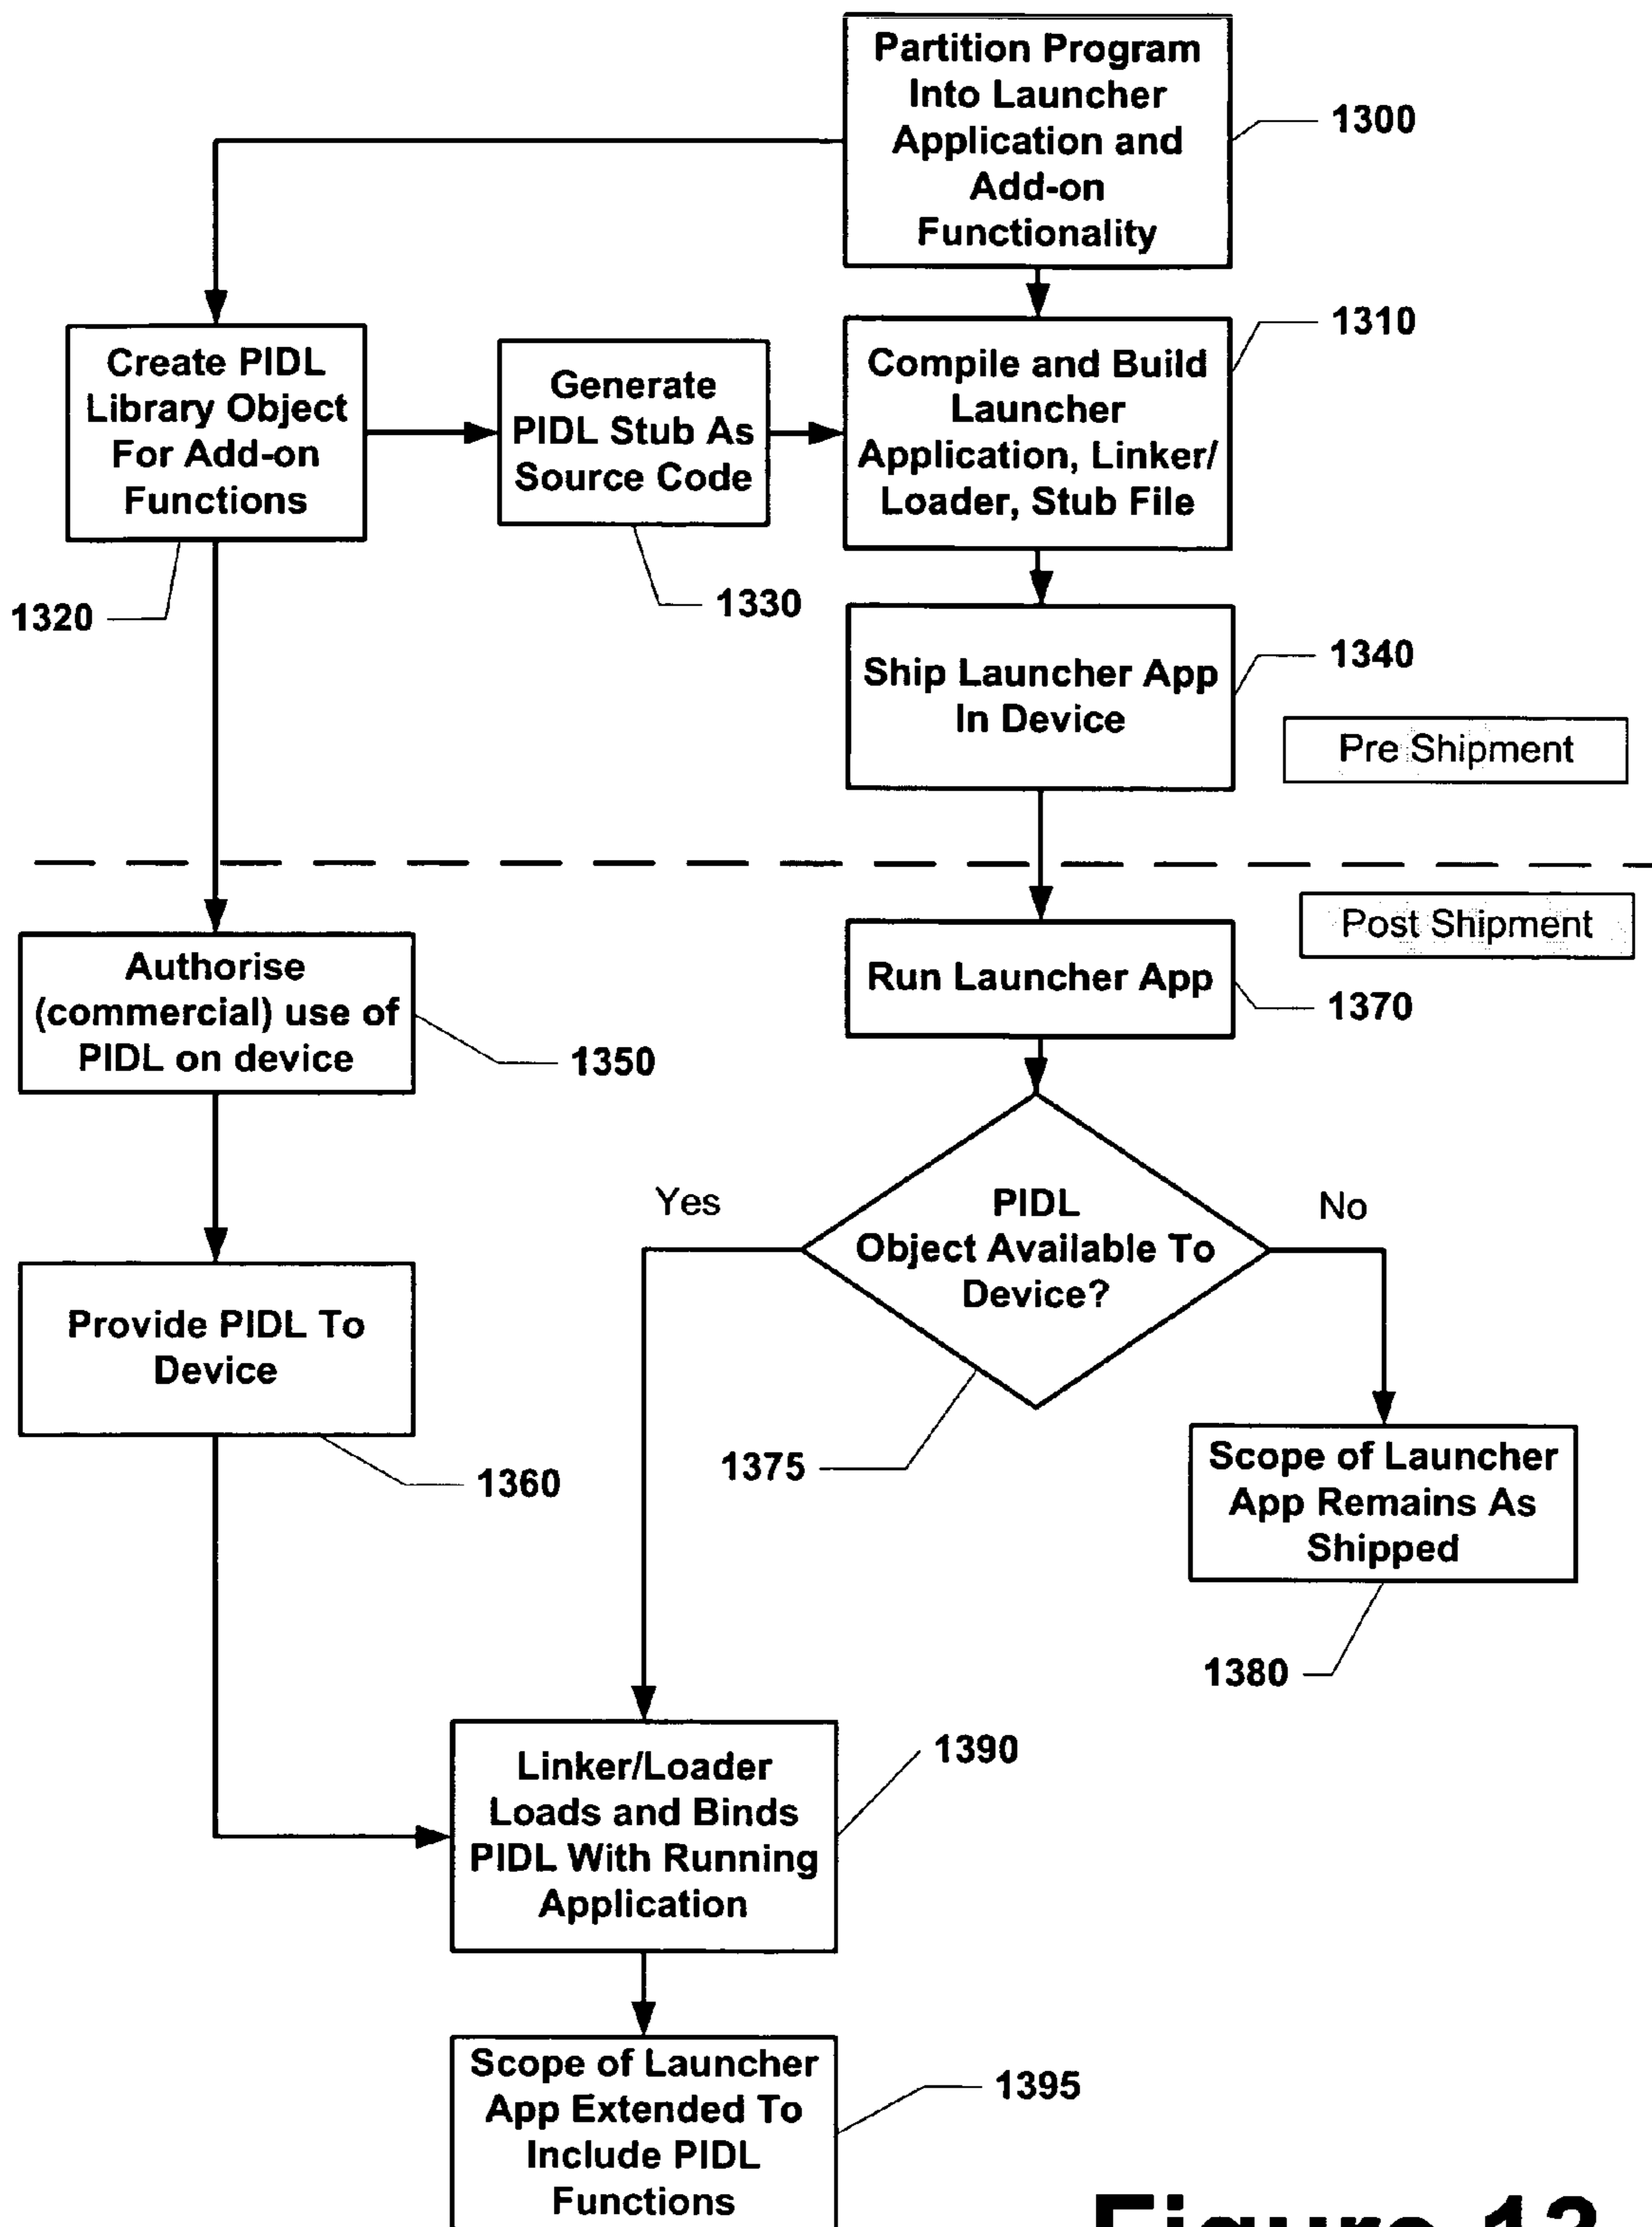 Partition Program
Into Launcher
Application and
Add-on
Functionality
1300
Create PIDL
Library Object
For Add-on
Functions
1320
Generate
PIDL Stub As
Source Code
1330
Compile and Build
Launcher
Application, Linker/
Loader, Stub File
1310
Ship Launcher App
In Device
1340
Pre Shipment
Post Shipment
Authorise
(commercial) use of
PIDL on device
1350
Run Launcher App
1370
Provide PIDL To
Device
1360
PIDL
Object Available To
Device?
1375
Yes
No
Scope of Launcher
App Remains As
Shipped
1380
Linker/Loader
Loads and Binds
PIDL With Running
Application
1390
Scope of Launcher
App Extended To
Include PIDL
Functions
1395
Figure 13